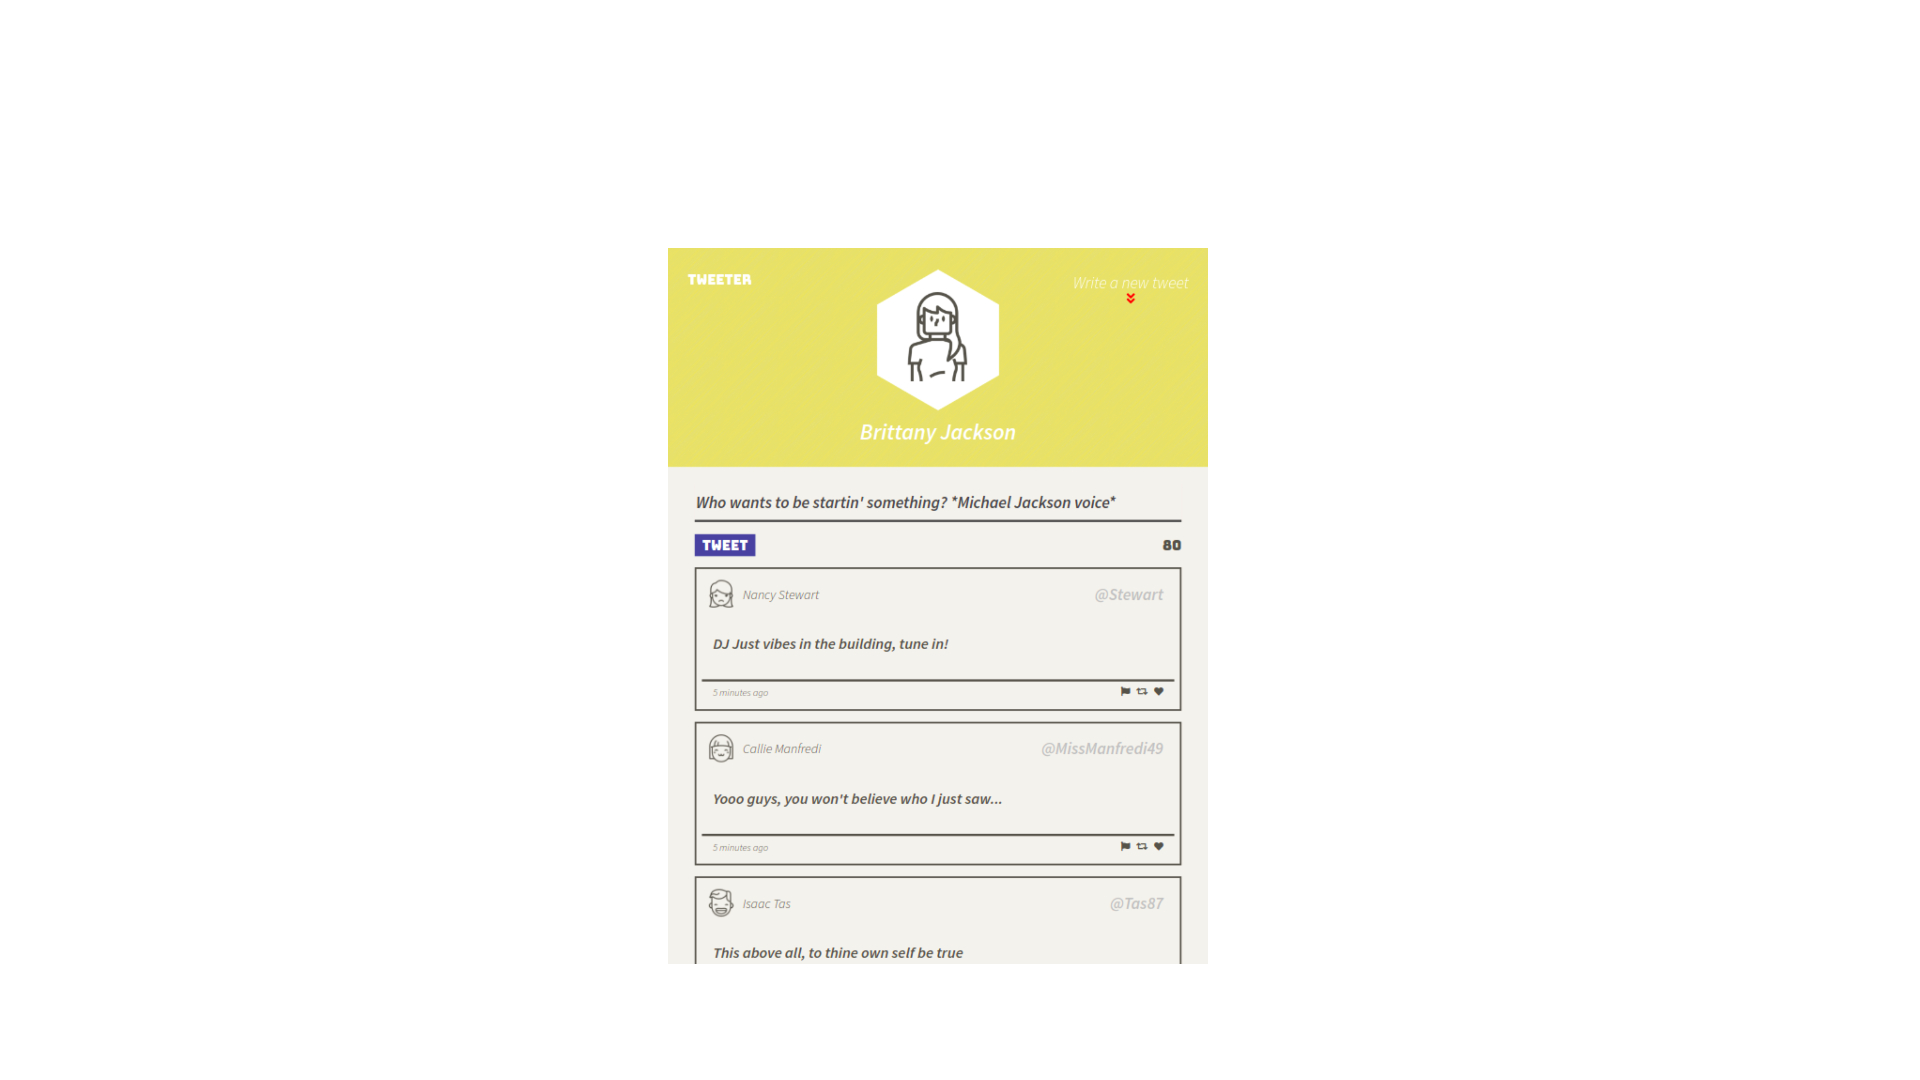 TWEETER
Write a new tweet
Brittany Jackson
Who wants to be startin' something? *Michael Jackson voice*
TWEET
80
Nancy Stewart
@Stewart
DJ Just vibes in the building, tune in!
5 minutes ago
Callie Manfredi
@MissManfredi49
Yooo guys, you won't believe who I just saw...
5 minutes ago
Isaac Tas
@Tas87
This above all, to thine own self be true